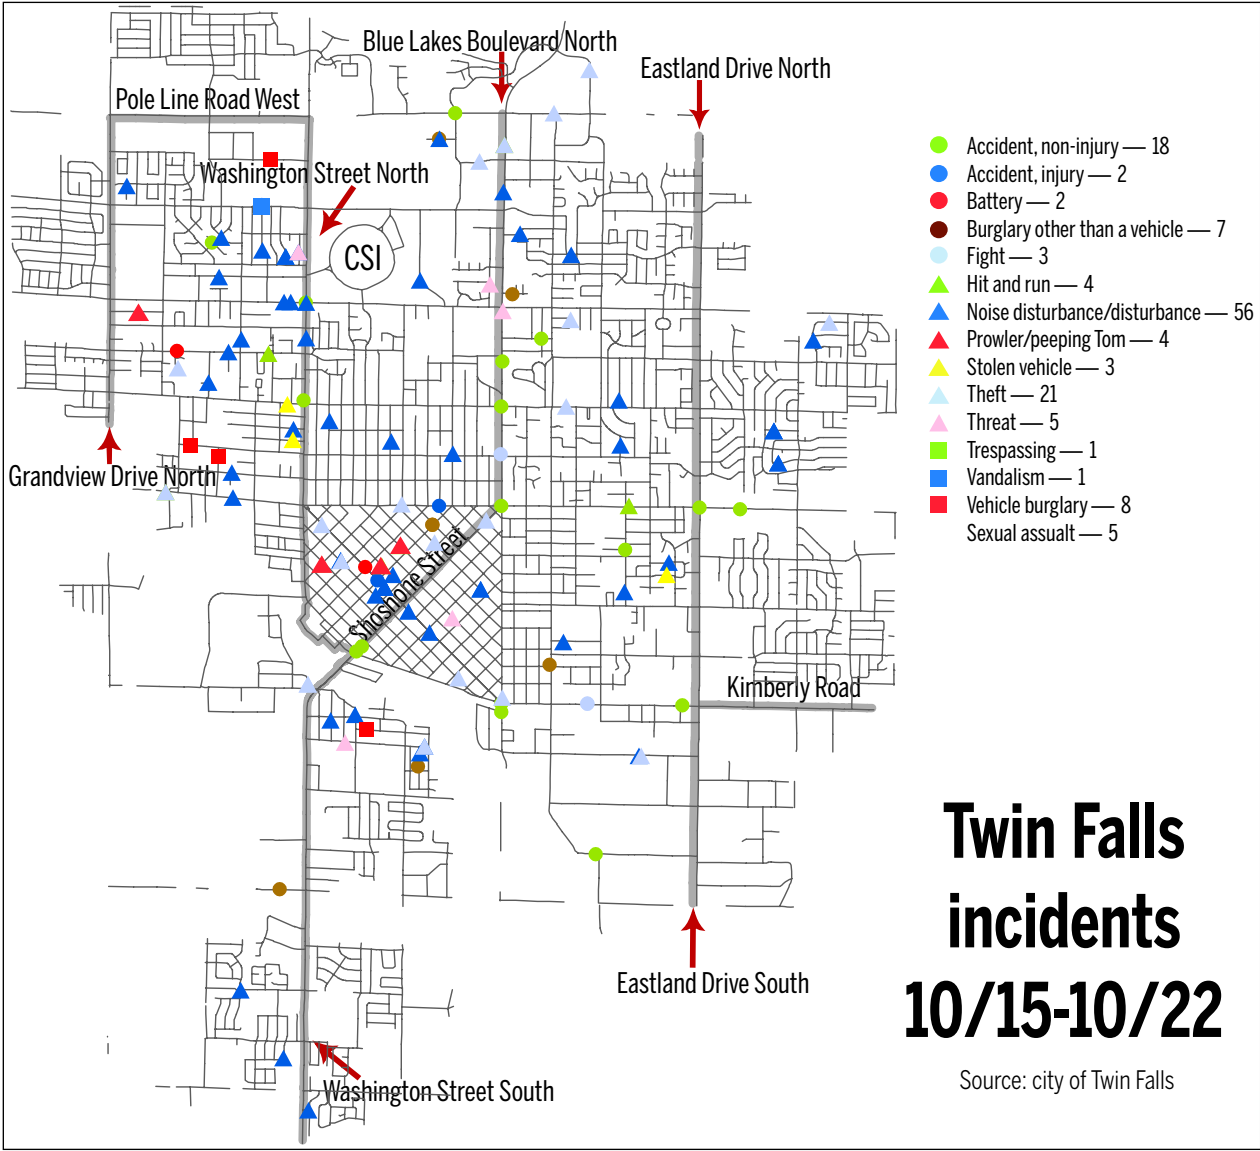 Blue Lakes Boulevard North
Eastland Drive North
Pole Line Road West
Washington Street North
CSI
Grandview Drive North
Shoshone Street
Kimberly Road
Eastland Drive South
Washington Street South
Accident, non-injury — 18
Accident, injury — 2
Battery — 2
Burglary other than a vehicle — 7
Fight — 3
Hit and run — 4
Noise disturbance/disturbance — 56
Prowler/peeping Tom — 4
Stolen vehicle — 3
Theft — 21
Threat — 5
Trespassing — 1
Vandalism — 1
Vehicle burglary — 8
Sexual assualt — 5
Twin Falls
incidents
10/15-10/22
Source: city of Twin Falls